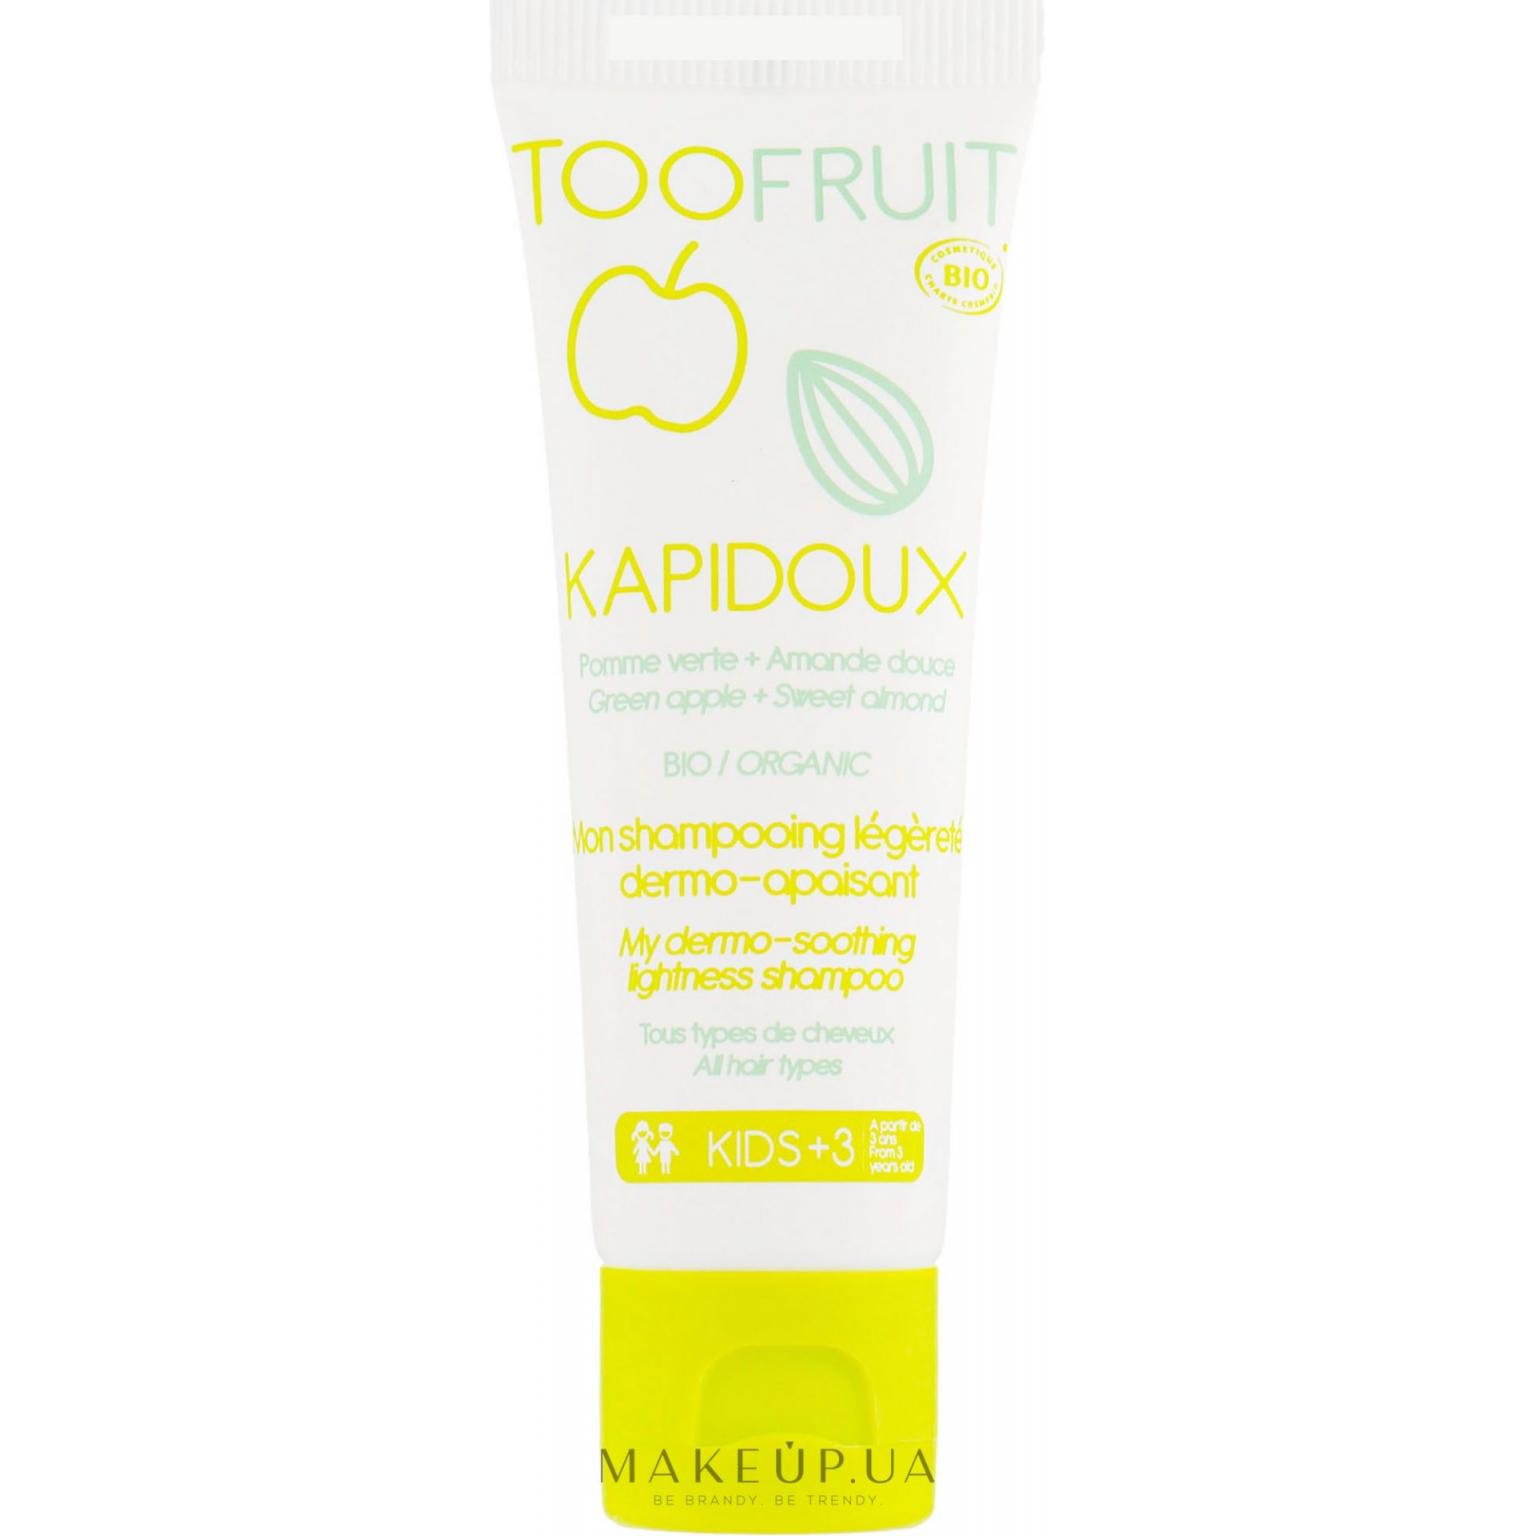 TOOFRUIT
COSMETIQUE
BIO
CHARTE COSMEBIO
KAPIDOUX
Pomme verte + Amande douce
Green apple + Sweet almond
BIO / ORGANIC
Mon shampooing légèreté
dermo-apaisant
My dermo-soothing
lightness shampoo
Tous types de cheveux
All hair types
KIDS+3
A partir de
3 ans
From 3
years old
MAKEUP.UA
BE BRANDY. BE TRENDY.